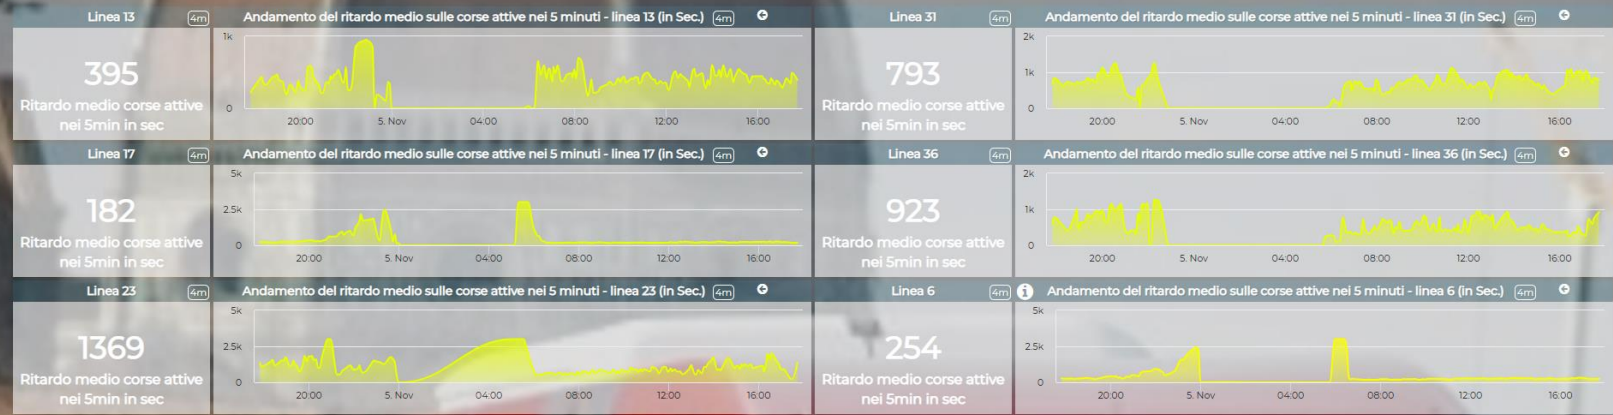 Linea 13 4m
Andamento del ritardo medio sulle corse attive nei 5 minuti - linea 13 (in Sec.) 4m
395
Ritardo medio corse attive
nei 5min in sec
1k
0
20:00 5. Nov 04:00 08:00 12:00 16:00
Linea 31 4m
Andamento del ritardo medio sulle corse attive nei 5 minuti - linea 31 (in Sec.) 4m
793
Ritardo medio corse attive
nei 5min in sec
2k
1k
0
20:00 5. Nov 04:00 08:00 12:00 16:00
Linea 17 4m
Andamento del ritardo medio sulle corse attive nei 5 minuti - linea 17 (in Sec.) 4m
182
Ritardo medio corse attive
nei 5min in sec
5k
2.5k
0
20:00 5. Nov 04:00 08:00 12:00 16:00
Linea 36 4m
Andamento del ritardo medio sulle corse attive nei 5 minuti - linea 36 (in Sec.) 4m
923
Ritardo medio corse attive
nei 5min in sec
2k
1k
0
20:00 5. Nov 04:00 08:00 12:00 16:00
Linea 23 4m
Andamento del ritardo medio sulle corse attive nei 5 minuti - linea 23 (in Sec.) 4m
1369
Ritardo medio corse attive
nei 5min in sec
5k
2.5k
0
20:00 5. Nov 04:00 08:00 12:00 16:00
Linea 6 4m
Andamento del ritardo medio sulle corse attive nei 5 minuti - linea 6 (in Sec.) 4m
254
Ritardo medio corse attive
nei 5min in sec
5k
2.5k
0
20:00 5. Nov 04:00 08:00 12:00 16:00